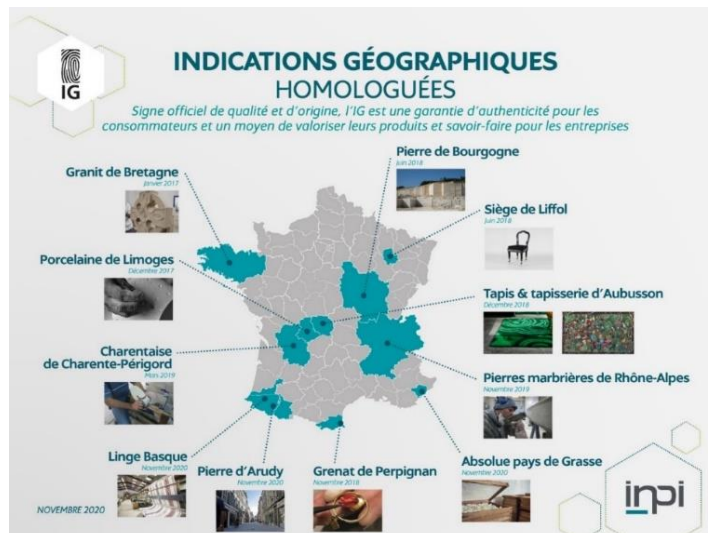 IG
INDICATIONS GÉOGRAPHIQUES
HOMOLOGUÉES
Signe officiel de qualité et d'origine, l'IG est une garantie d'authenticité pour les
consommateurs et un moyen de valoriser leurs produits et savoir-faire pour les entreprises
Pierre de Bourgogne
Juin 2018
Granit de Bretagne
Janvier 2017
Siège de Liffol
Juin 2018
Porcelaine de Limoges
Décembre 2017
Tapis & tapisserie d'Aubusson
Décembre 2018
Charentaise
de Charente-Périgord
Mars 2019
Pierres marbrières de Rhône-Alpes
Novembre 2019
Linge Basque
Novembre 2020
Pierre d'Arudy
Novembre 2020
Grenat de Perpignan
Novembre 2018
Absolue pays de Grasse
Novembre 2020
NOVEMBRE 2020
inpi